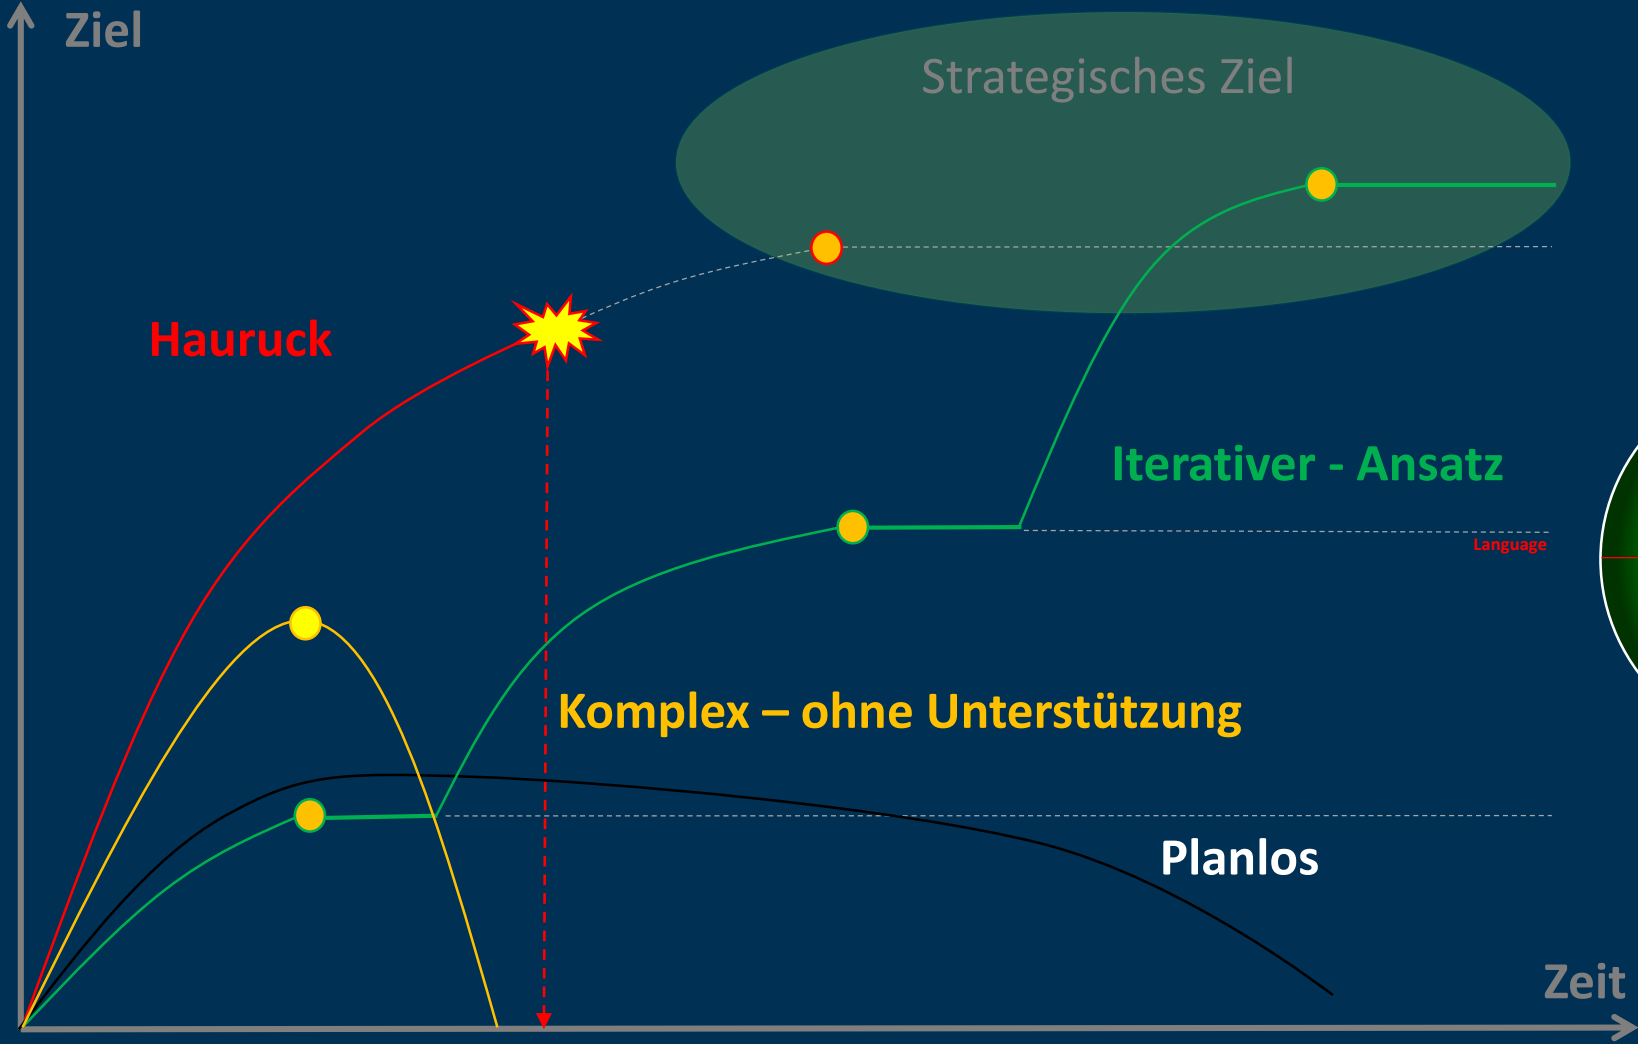 Ziel
Strategisches Ziel
Hauruck
Iterativer - Ansatz
Language
Komplex – ohne Unterstützung
Planlos
Zeit